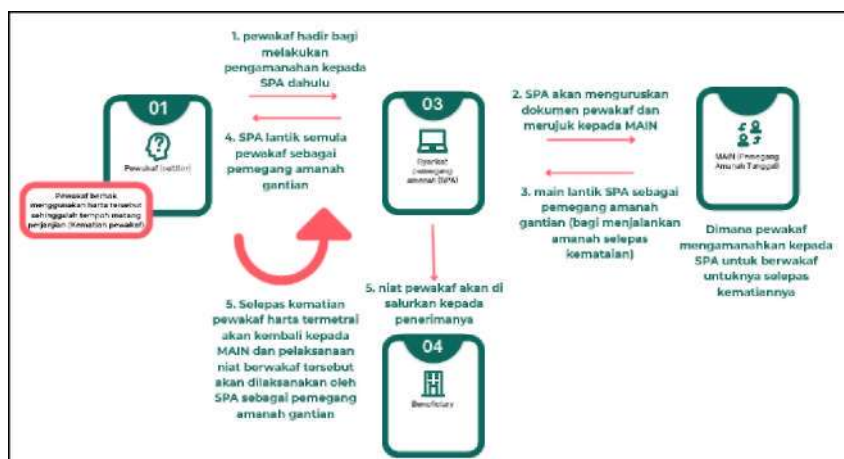 1. pewakaf hadir bagi
melakukan
pengamanahan kepada
SPA dahulu
01
Pewakaf (settler)
4. SPA lantik semula
pewakaf sebagai
pemegang amanah
gantian
Pewakaf berhak
menggunakan harta tersebut
sehinggalah tempoh matang
perjanjian (Kematian pewakaf)
03
Syarikat
pemegang
amanah (SPA)
2. SPA akan menguruskan
dokumen pewakaf dan
merujuk kepada MAIN
MAIN (Pemegang
Amanah Tunggal)
3. main lantik SPA sebagai
pemegang amanah
gantian (bagi menjalankan
amanah selepas
kemataian)
Dimana pewakaf
mengamanahkan kepada
SPA untuk berwakaf
untuknya selepas
kematiannya
5. Selepas kematian
pewakaf harta termetrai
akan kembali kepada
MAIN dan pelaksanaan
niat berwakaf tersebut
akan dilaksanakan oleh
SPA sebagai pemegang
amanah gantian
5. niat pewakaf akan di
salurkan kepada
penerimanya
04
Beneficiary